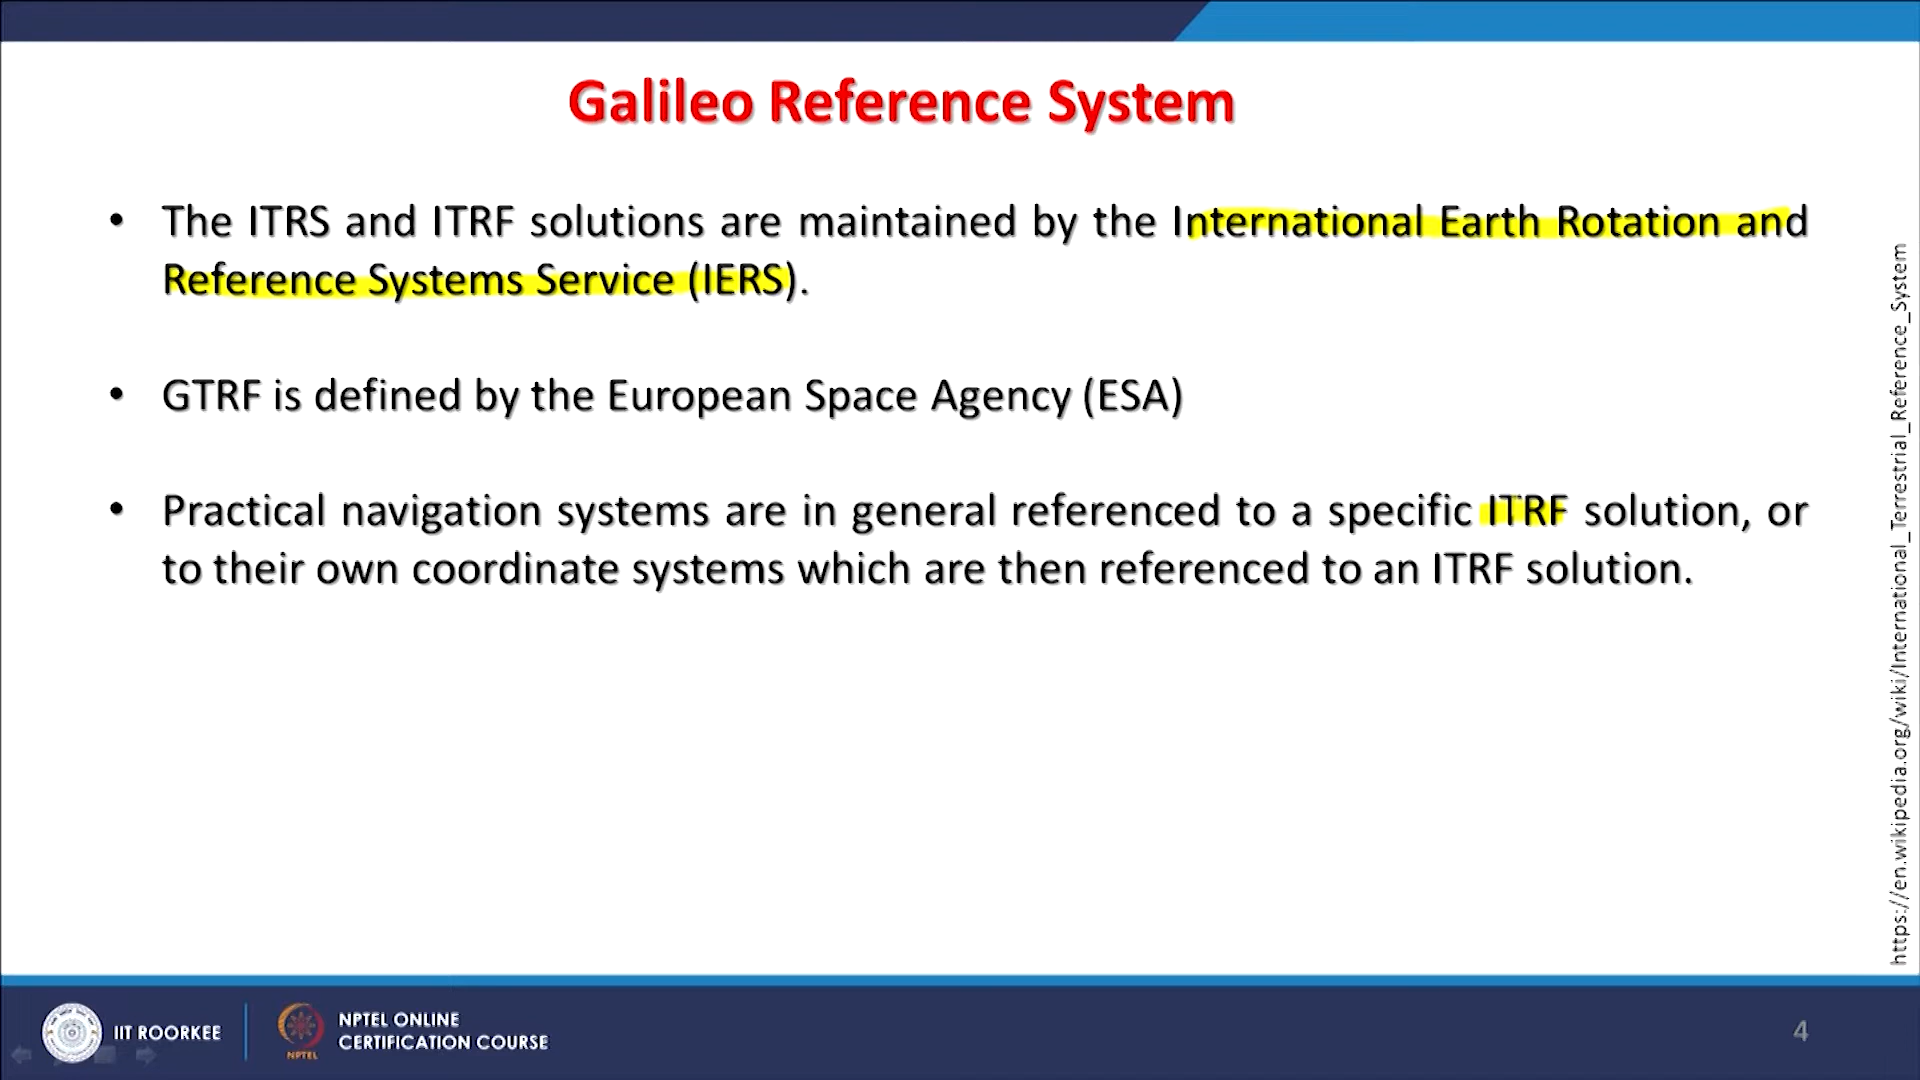 Galileo Reference System
• The ITRS and ITRF solutions are maintained by the International Earth Rotation and
Reference Systems Service (IERS).
• GTRF is defined by the European Space Agency (ESA)
• Practical navigation systems are in general referenced to a specific ITRF solution, or
to their own coordinate systems which are then referenced to an ITRF solution.
https://en.wikipedia.org/wiki/International_Terrestrial_Reference_System
IIT ROORKEE
NPTEL
NPTEL ONLINE
CERTIFICATION COURSE
4